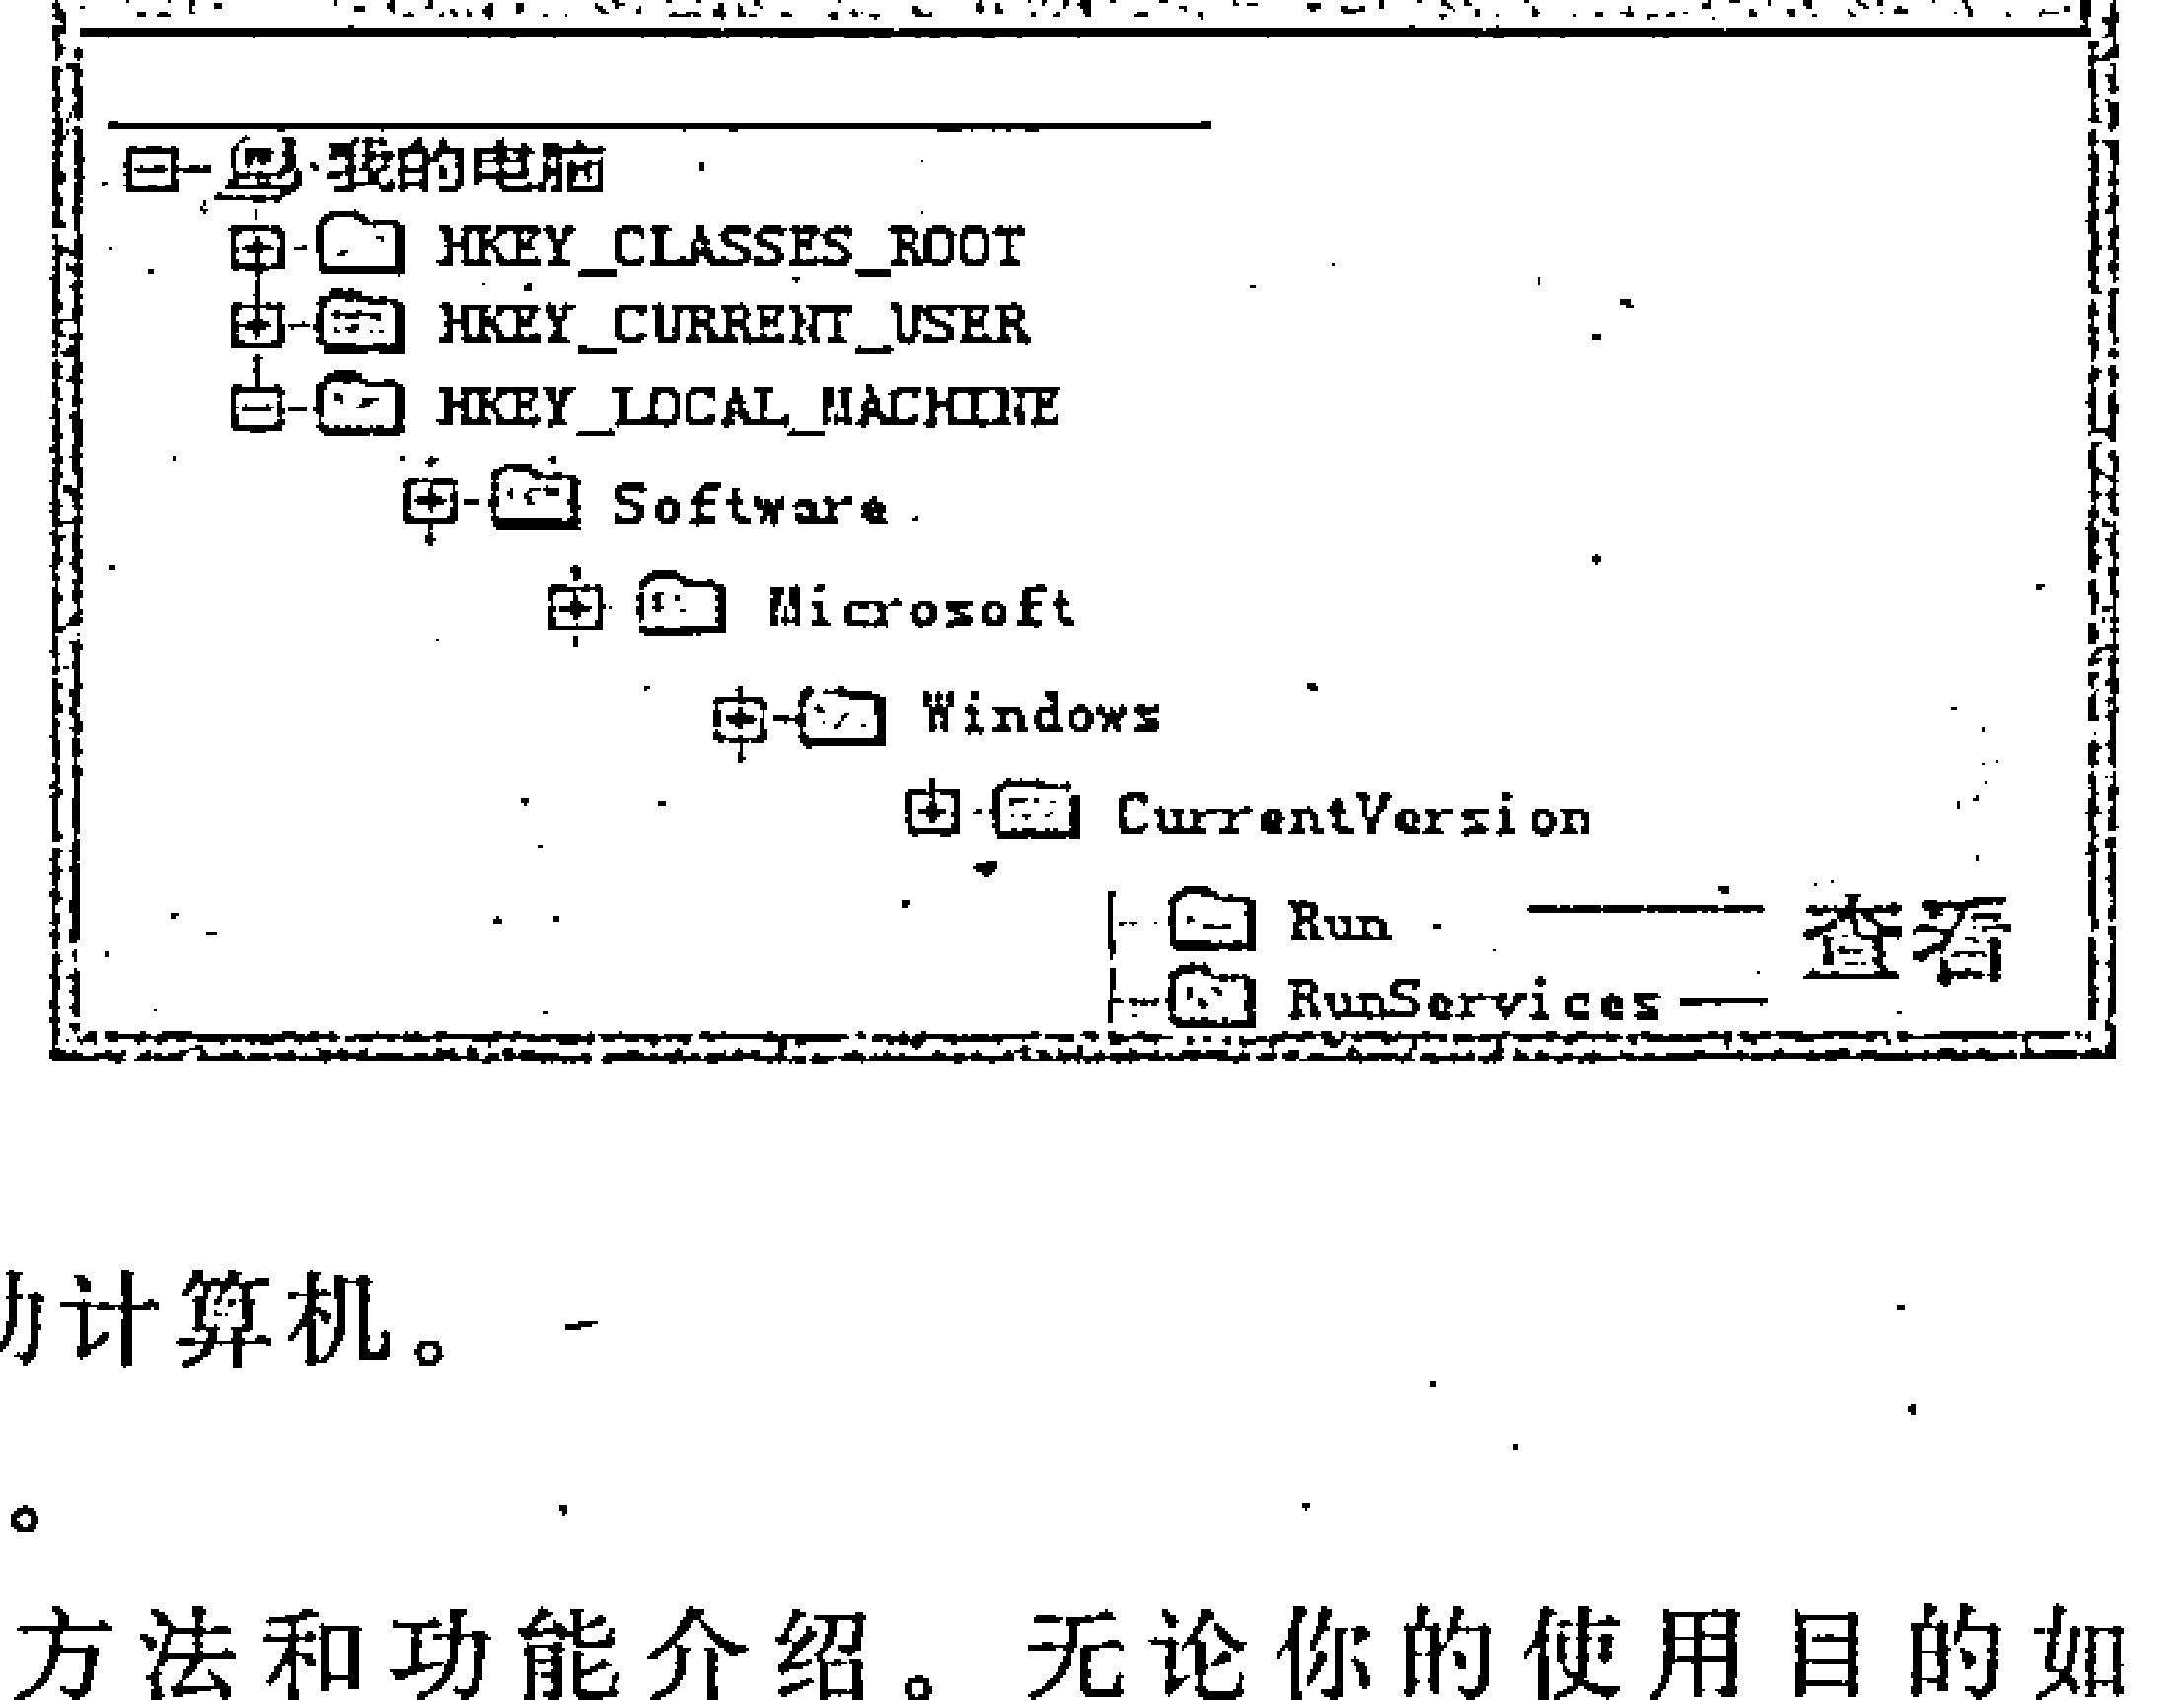 我的电脑
HKEY_CLASSES_ROOT
HKEY_CURRENT_USER
HKEY_LOCAL_MACHINE
Software
Microsoft
Windows
CurrentVersion
Run
查看
RunServices
计算机。
。
方法和功能介绍。无论你的使用目的如